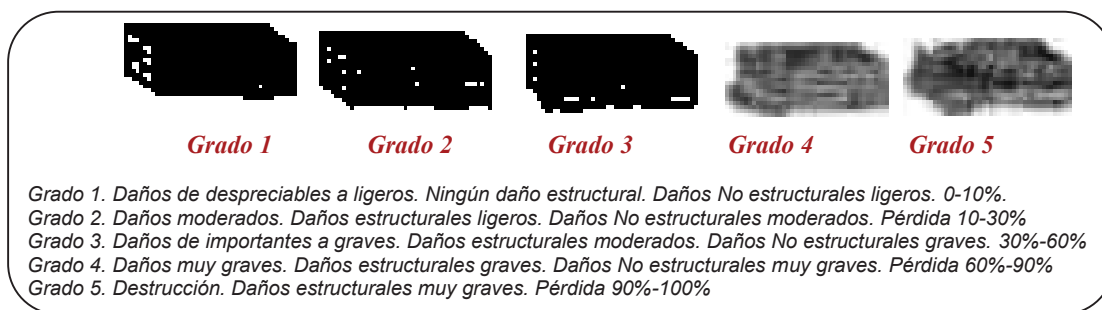 Grado 1 Grado 2 Grado 3 Grado 4 Grado 5
Grado 1. Daños de despreciables a ligeros. Ningún daño estructural. Daños No estructurales ligeros. 0-10%.
Grado 2. Daños moderados. Daños estructurales ligeros. Daños No estructurales moderados. Pérdida 10-30%
Grado 3. Daños de importantes a graves. Daños estructurales moderados. Daños No estructurales graves. 30%-60%
Grado 4. Daños muy graves. Daños estructurales graves. Daños No estructurales muy graves. Pérdida 60%-90%
Grado 5. Destrucción. Daños estructurales muy graves. Pérdida 90%-100%